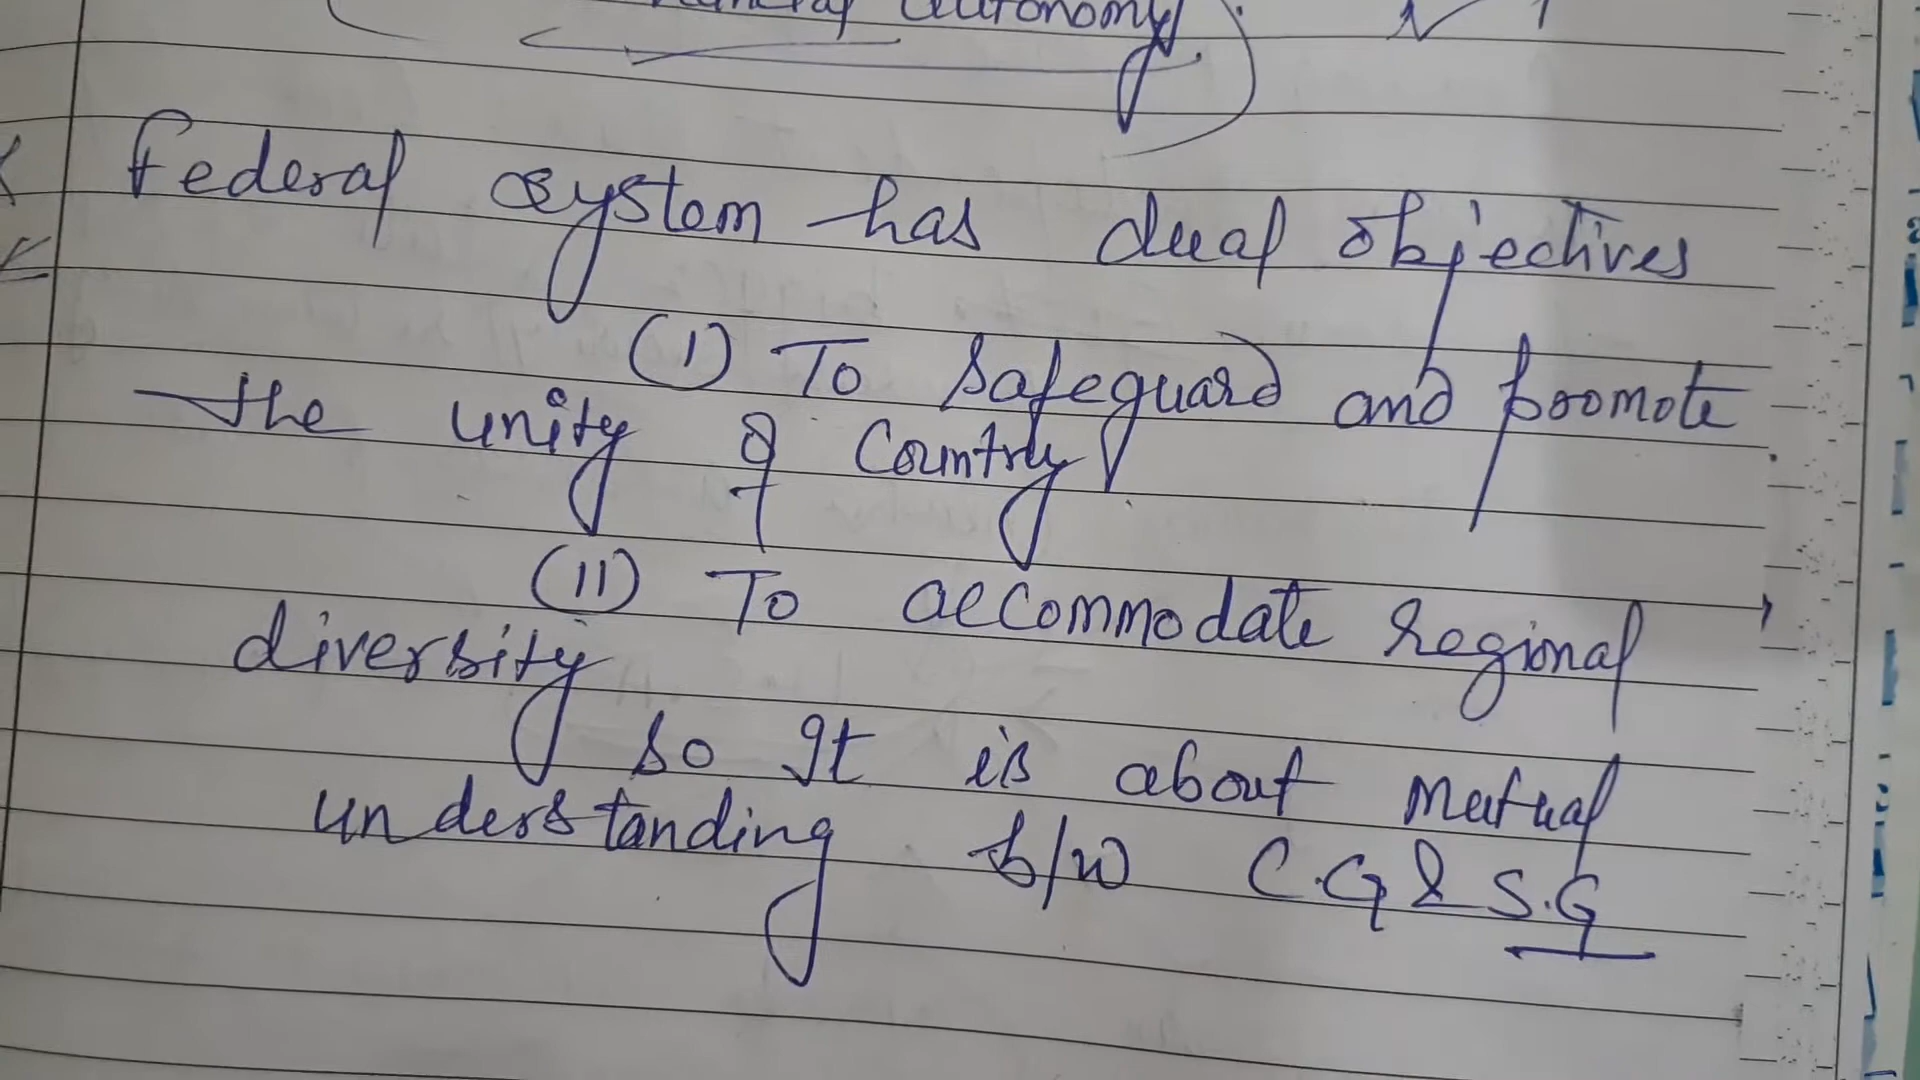 autonomy
Federal system has dual objectives
(I) To safeguard and promote
the unity of Country
(II) To accommodate regional
diversity
so It is about Mutual
understanding b/w C.G & S.G